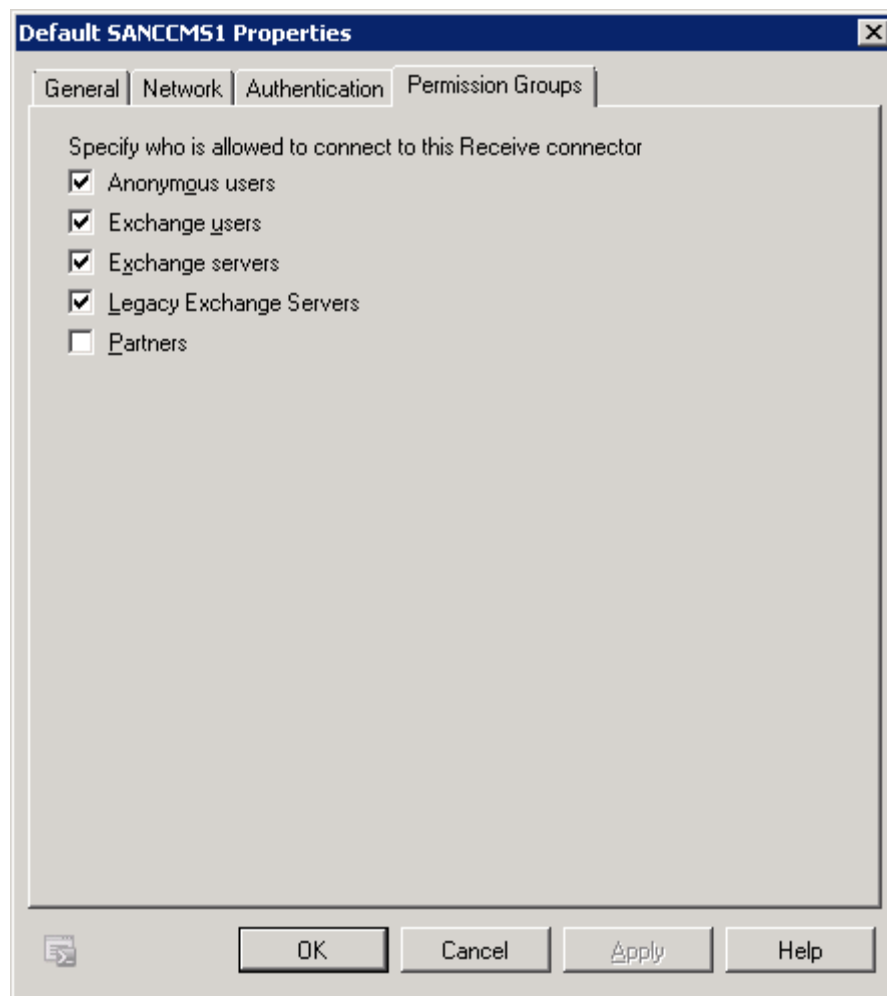 Default SANCCMS1 Properties
General Network Authentication Permission Groups
Specify who is allowed to connect to this Receive connector
Anonymous users
Exchange users
Exchange servers
Legacy Exchange Servers
Partners
OK Cancel Apply Help